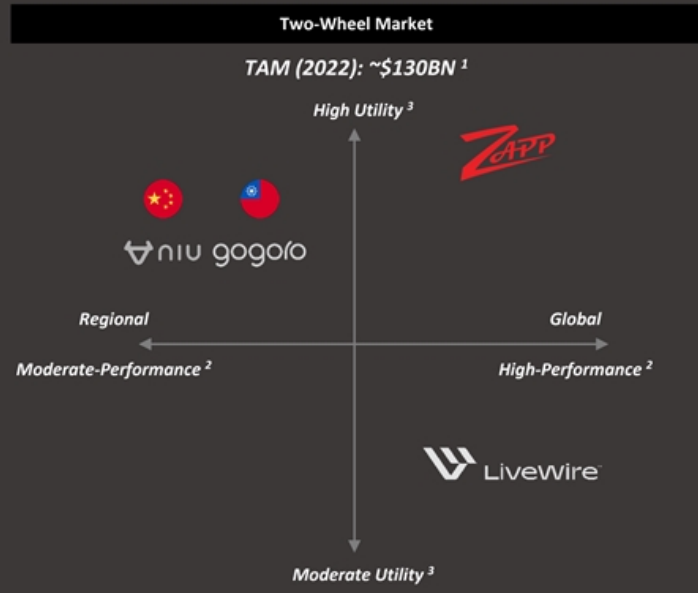 Two-Wheel Market
TAM (2022): ~$130BN ¹
High Utility ³
ZAPP
niu gogoro
Regional Global
Moderate-Performance ² High-Performance ²
LiveWire
Moderate Utility ³